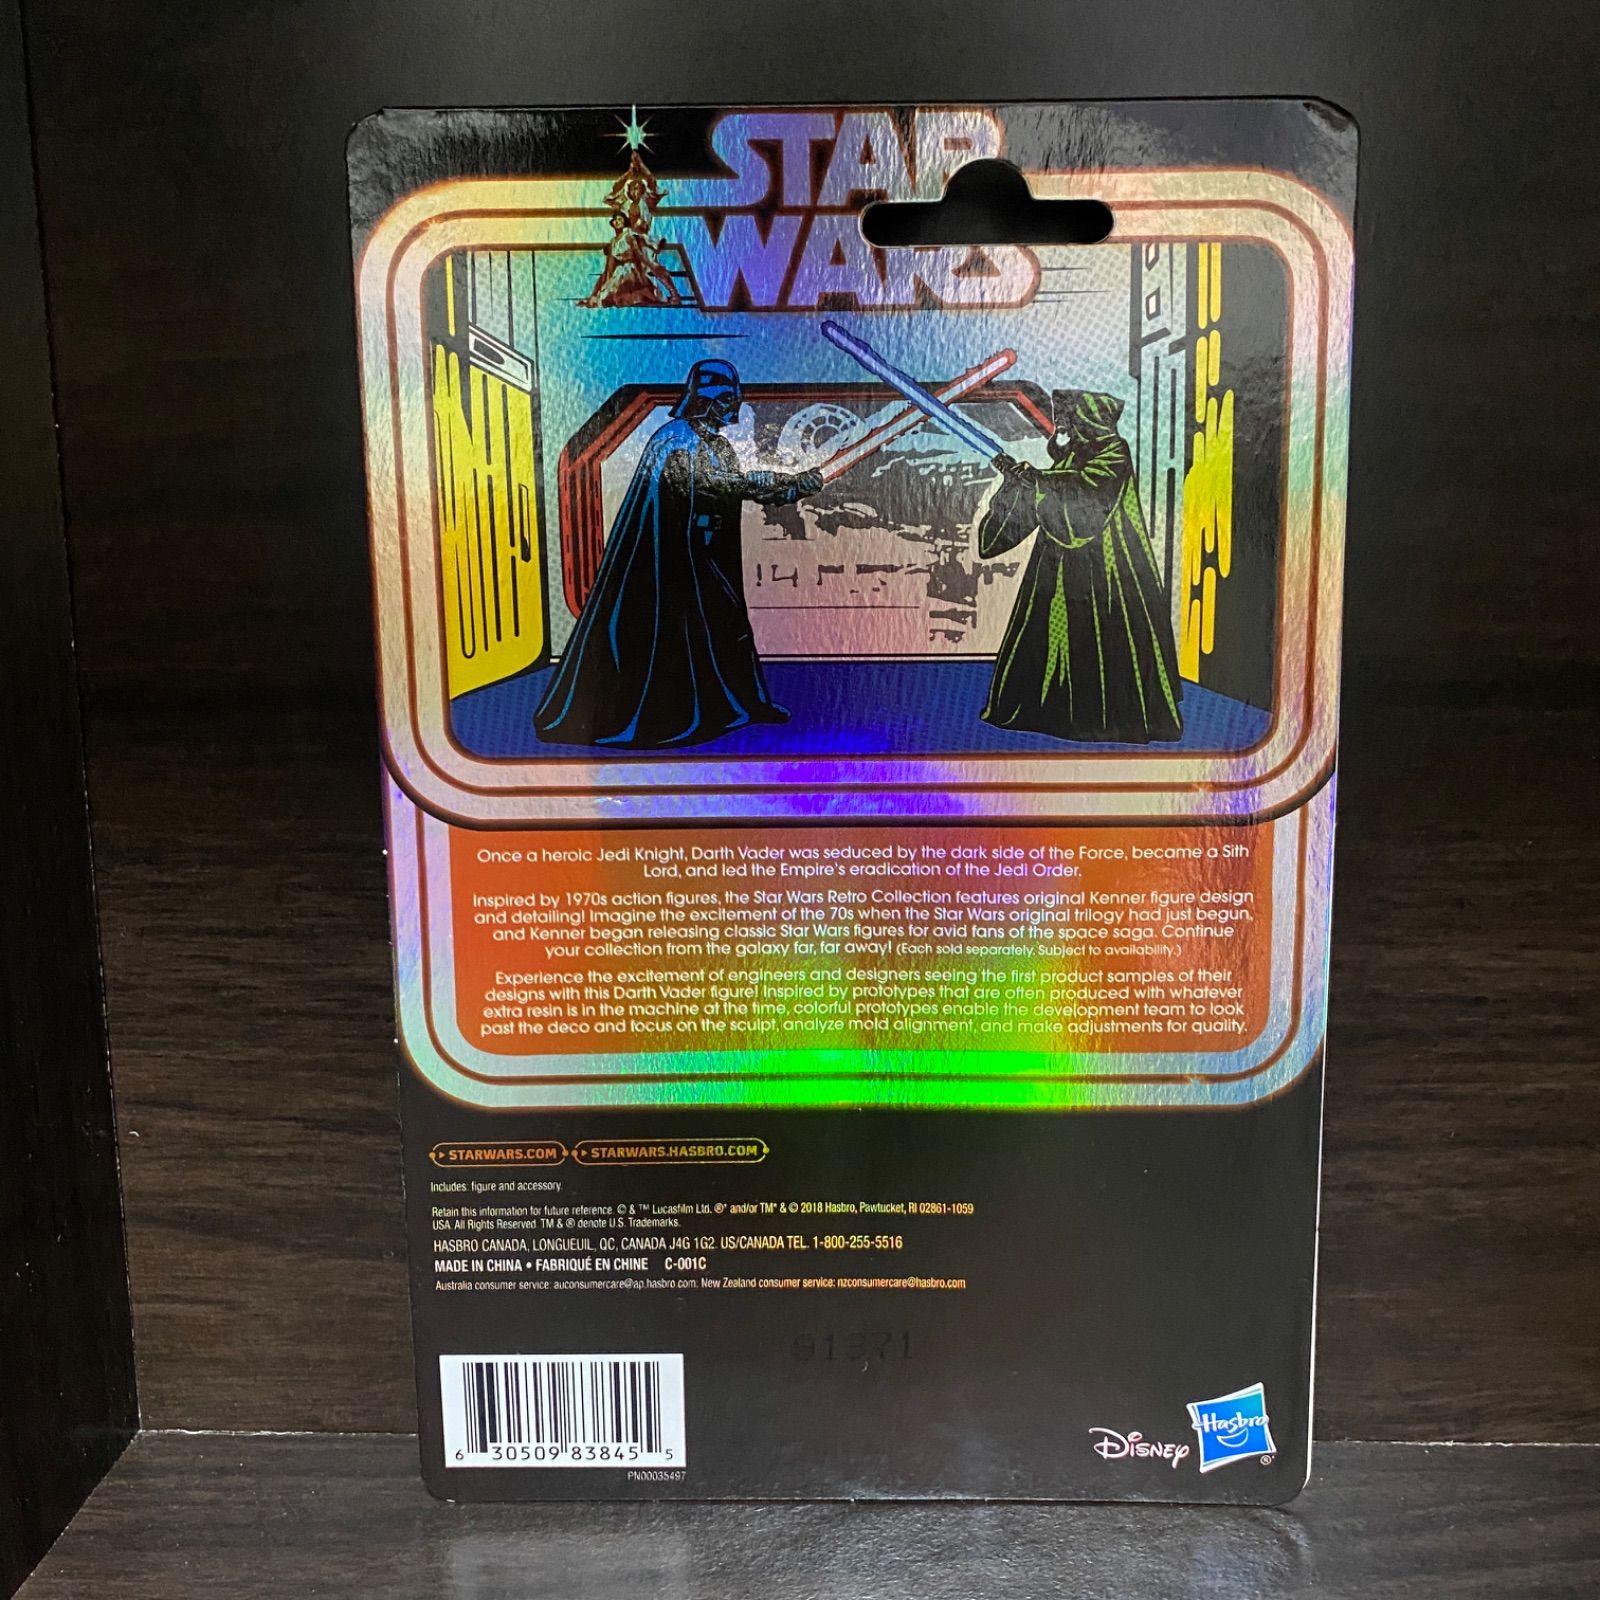 STAR
WARS
Once a heroic Jedi Knight, Darth Vader was seduced by the dark side of the Force, became a Sith
Lord, and led the Empire's eradication of the Jedi Order.
Inspired by 1970s action figures, the Star Wars Retro Collection features original Kenner figure design
and detailing! Imagine the excitement of the 70s when the Star Wars original trilogy had just begun,
and Kenner began releasing classic Star Wars figures for avid fans of the space saga. Continue
your collection from the galaxy far, far away! (Each sold separately. Subject to availability.)
Experience the excitement of engineers and designers seeing the first product samples of their
designs with this Darth Vader figure! Inspired by prototypes that are often produced with whatever
extra resin is in the machine at the time, colorful prototypes enable the development team to look
past the deco and focus on the sculpt, analyze mold alignment, and make adjustments for quality.
STARWARS.COM STARWARS.HASBRO.COM
Includes: figure and accessory.
Retain this information for future reference. © & ™ Lucasfilm Ltd. ®* and/or TM* & © 2018 Hasbro, Pawtucket, RI 02861-1059
USA. All Rights Reserved. TM & ® denote U.S. Trademarks.
HASBRO CANADA, LONGUEUIL, QC, CANADA J4G 1G2. US/CANADA TEL. 1-800-255-5516
MADE IN CHINA • FABRIQUÉ EN CHINE C-001C
Australia consumer service: auconsumercare@ap.hasbro.com; New Zealand consumer service: nzconsumercare@hasbro.com
91371
6 30509 83845 5
PN00035497
Disney
Hasbro
®